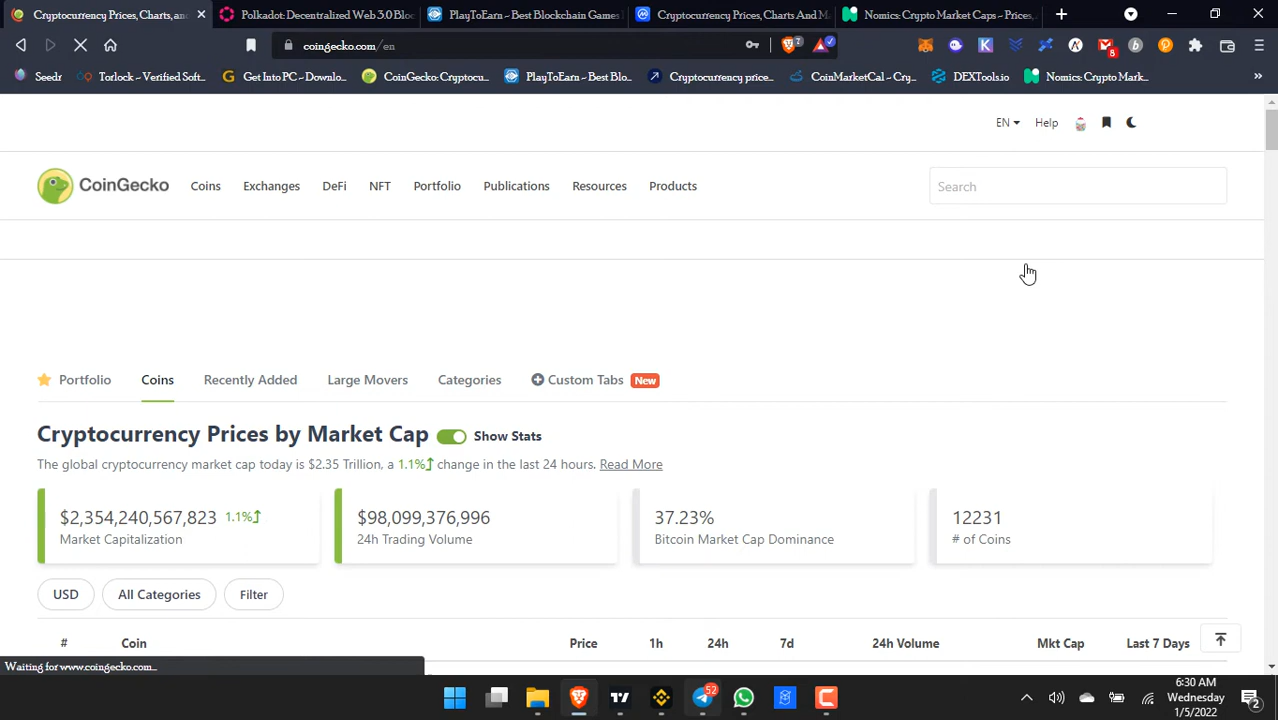 Cryptocurrency Prices, Charts, an
Polkadot: Decentralized Web 3.0 Blo
PlayToEarn - Best Blockchain Games
Cryptocurrency Prices, Charts And M
Nomics: Crypto Market Caps - Prices,
coingecko.com/en
2
8
Seedr
Torlock - Verified Soft...
Get Into PC - Downlo...
CoinGecko: Cryptocu...
PlayToEarn - Best Blo...
Cryptocurrency price...
CoinMarketCal - Cry...
DEXTools.io
Nomics: Crypto Mark...
EN
Help
CoinGecko
Coins
Exchanges
DeFi
NFT
Portfolio
Publications
Resources
Products
Search
Portfolio
Coins
Recently Added
Large Movers
Categories
Custom Tabs
New
Cryptocurrency Prices by Market Cap
Show Stats
The global cryptocurrency market cap today is $2.35 Trillion, a 1.1% change in the last 24 hours. Read More
$2,354,240,567,823 1.1%
Market Capitalization
$98,099,376,996
24h Trading Volume
37.23%
Bitcoin Market Cap Dominance
12231
# of Coins
USD
All Categories
Filter
#
Coin
Price
1h
24h
7d
24h Volume
Mkt Cap
Last 7 Days
Waiting for www.coingecko.com...
52
6:30 AM
Wednesday
1/5/2022
2